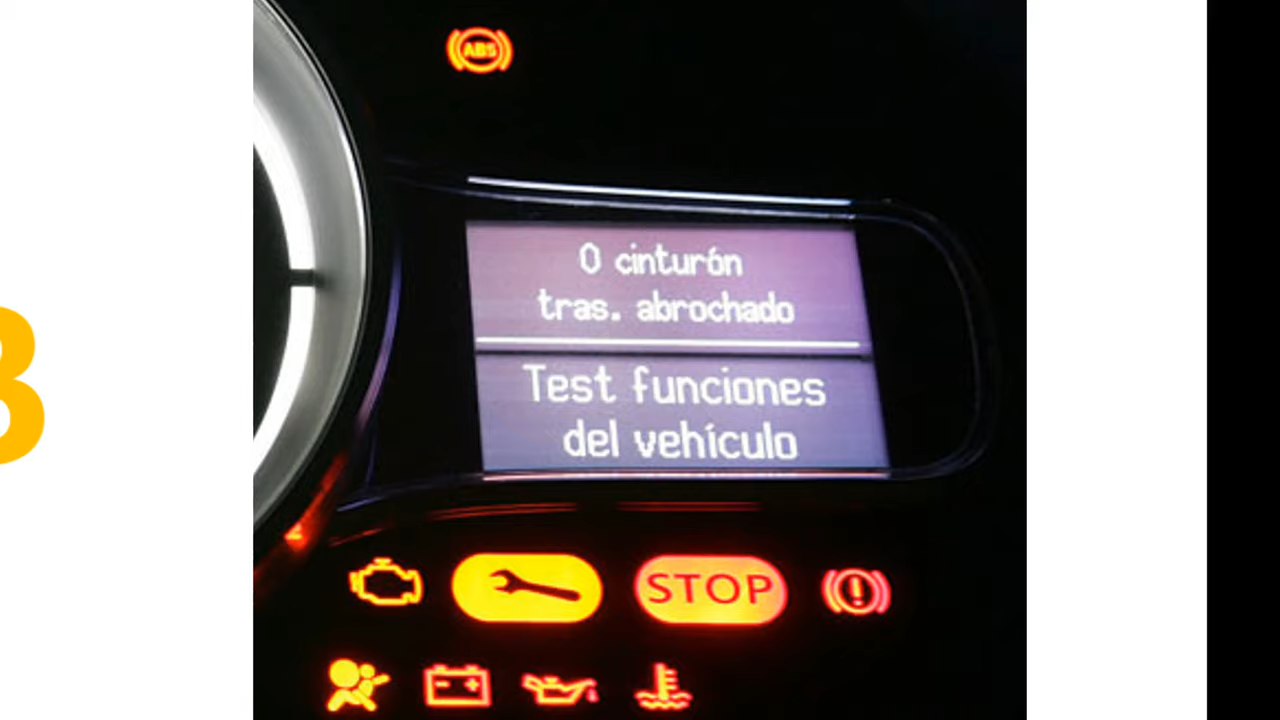 ABS
0 cinturón
tras. abrochado
Test funciones
del vehículo
STOP